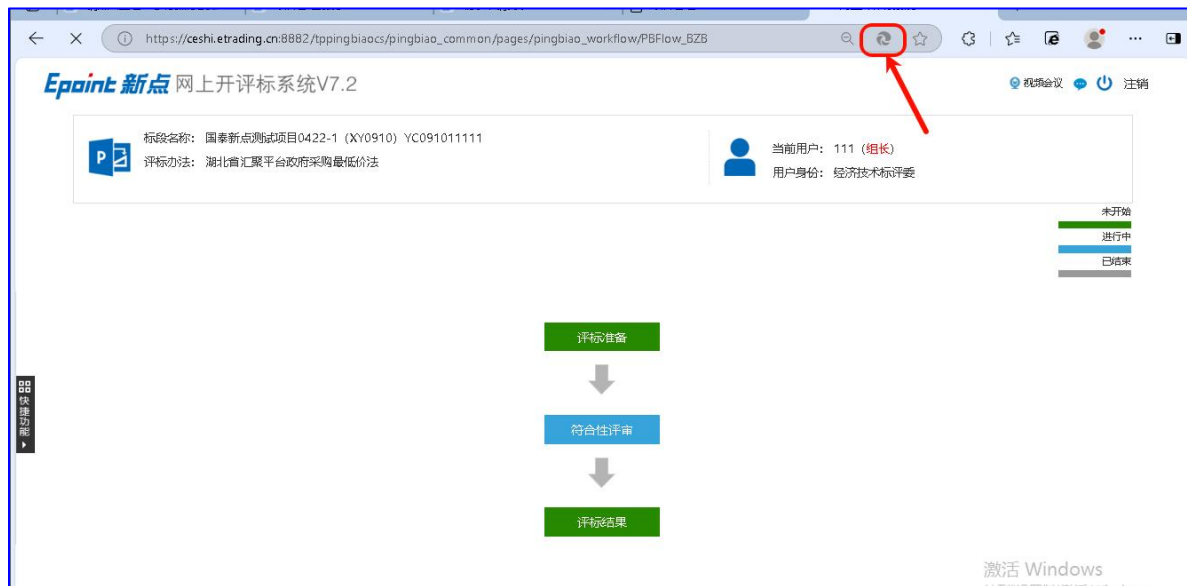 https://ceshi.etrading.cn:8882/tppingbiaocs/pingbiao_common/pages/pingbiao_workflow/PBFlow_BZB
Epoint 新点 网上开评标系统V7.2
视频会议
注销
标段名称： 国泰新点测试项目0422-1（XY0910）YC091011111
评标办法： 湖北省汇聚平台政府采购最低价法
当前用户： 111（组长）
用户身份： 经济技术标评委
未开始
进行中
已结束
评标准备
快捷功能
符合性评审
评标结果
激活 Windows